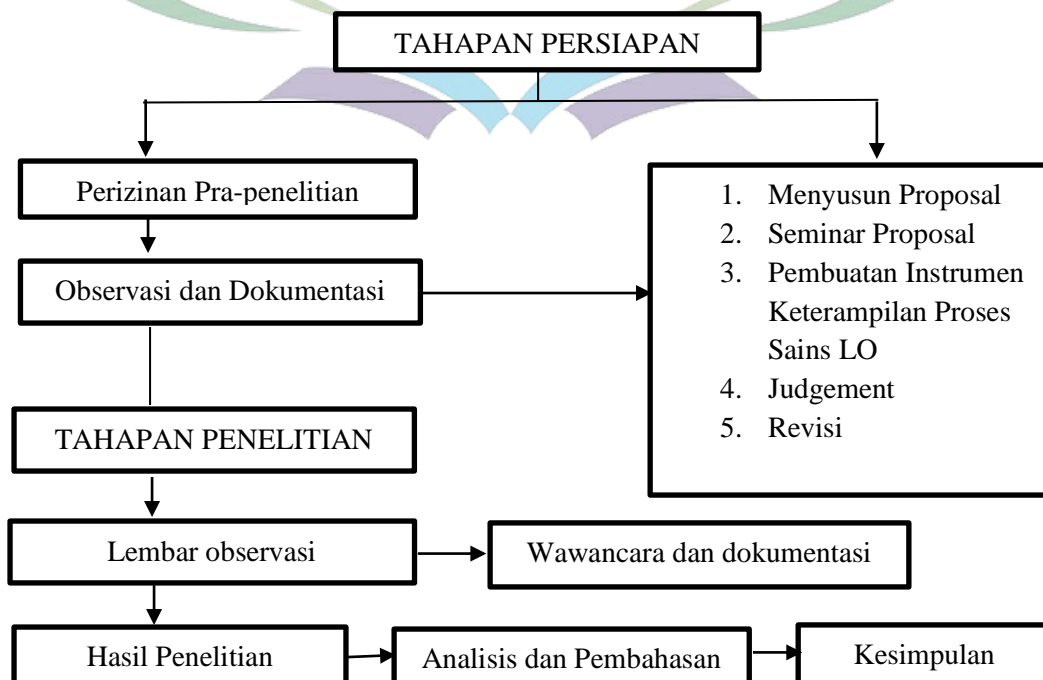 TAHAPAN PERSIAPAN
Perizinan Pra-penelitian
Observasi dan Dokumentasi
1. Menyusun Proposal
2. Seminar Proposal
3. Pembuatan Instrumen
Keterampilan Proses
Sains LO
4. Judgement
5. Revisi
TAHAPAN PENELITIAN
Lembar observasi
Wawancara dan dokumentasi
Hasil Penelitian
Analisis dan Pembahasan
Kesimpulan